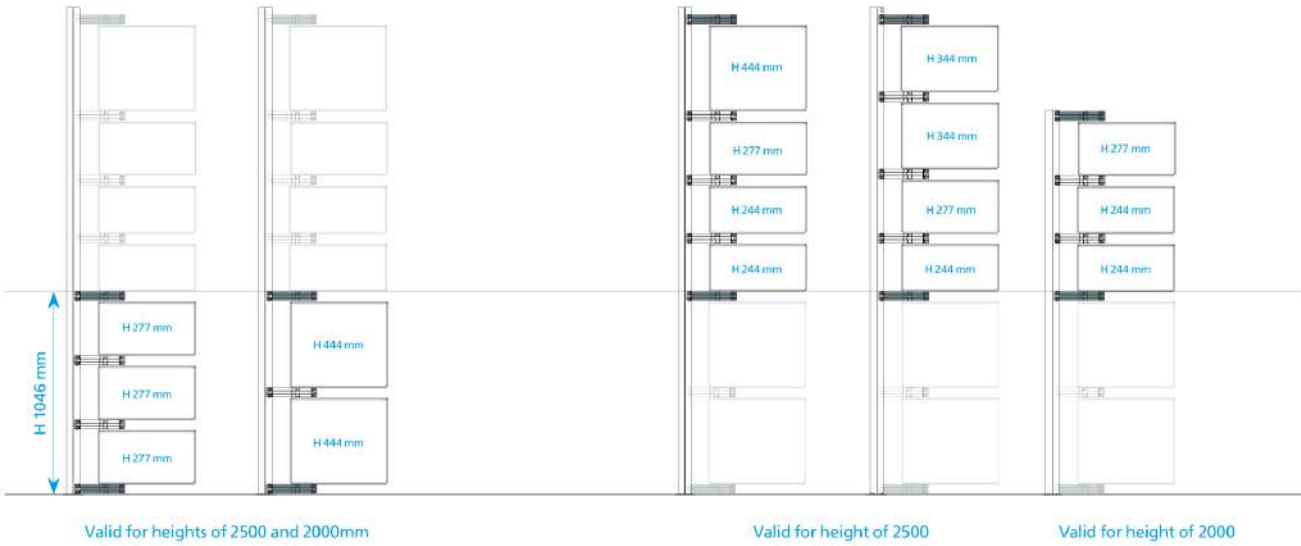 H 444 mm
H 344 mm
H 344 mm
H 277 mm
H 277 mm
H 244 mm
H 277 mm
H 244 mm
H 244 mm
H 244 mm
H 244 mm
H 277 mm
H 277 mm
H 277 mm
H 444 mm
H 444 mm
H 1046 mm
Valid for heights of 2500 and 2000mm
Valid for height of 2500
Valid for height of 2000